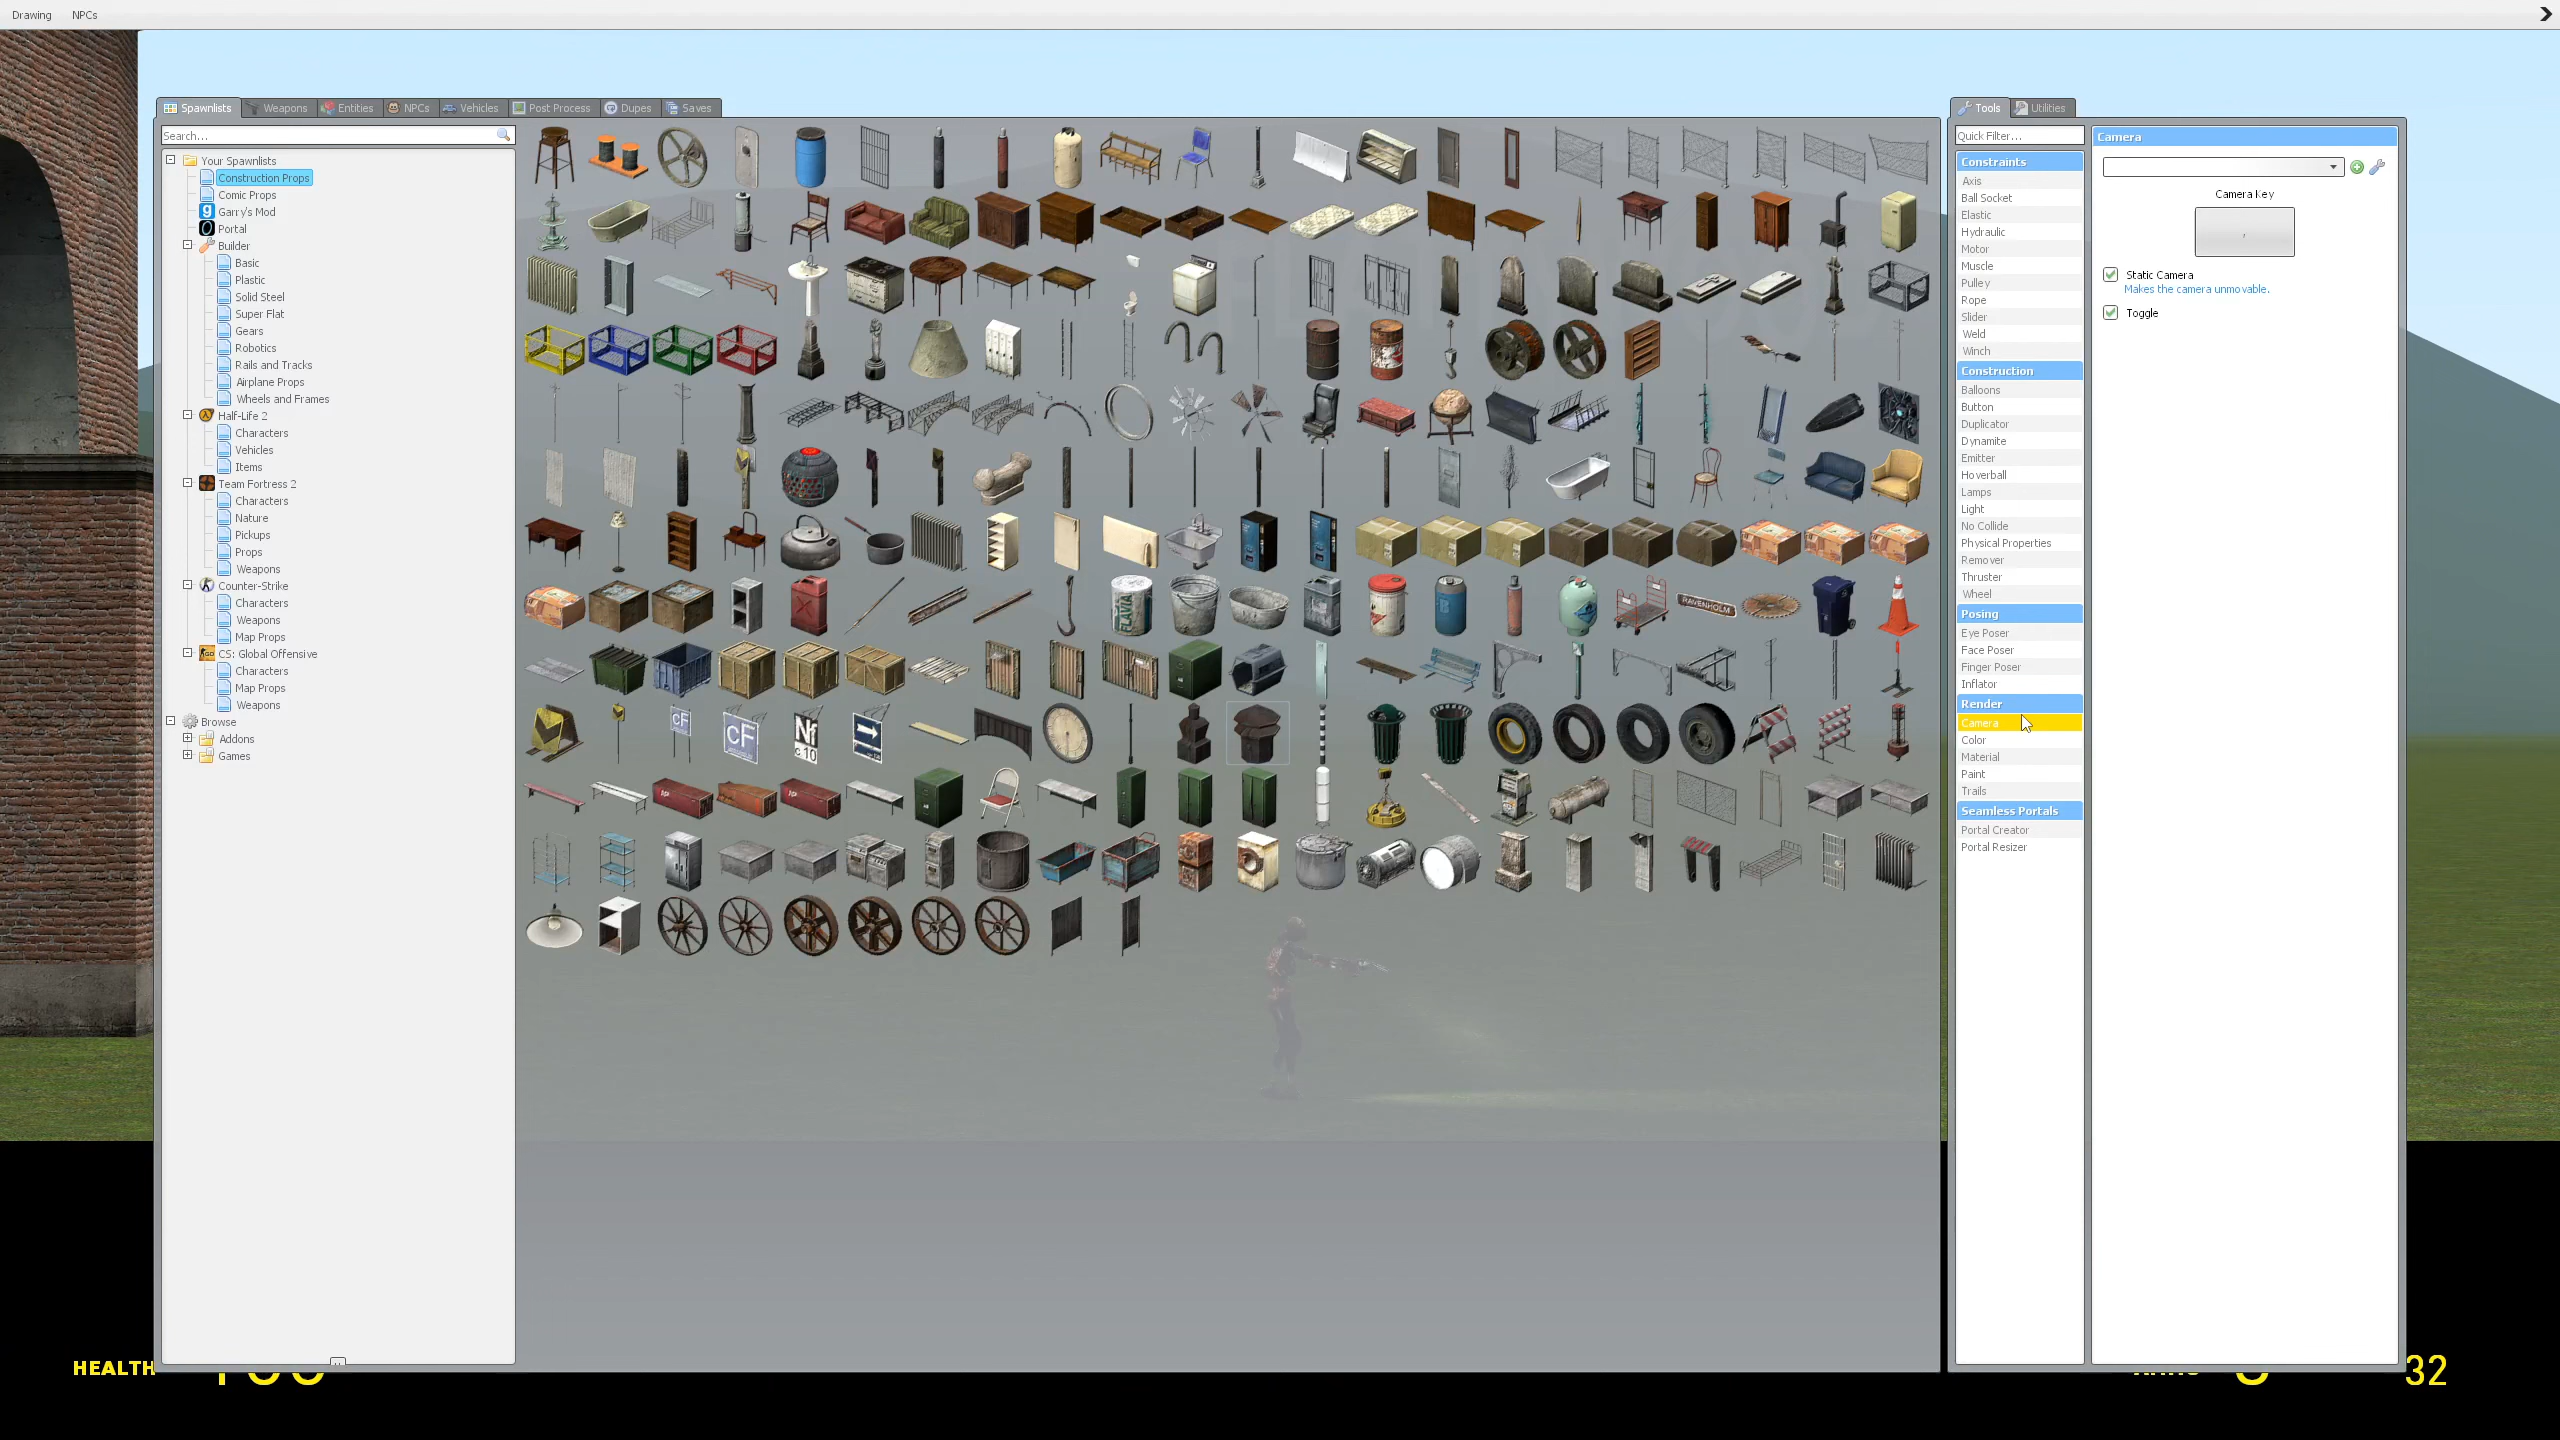 Drawing NPCs
Spawnlists Weapons Entities NPCs Vehicles Post Process Dupes Saves
Tools Utilities
Search...
Your Spawnlists
Construction Props
Comic Props
Garry's Mod
Portal
Builder
Basic
Plastic
Solid Steel
Super Flat
Gears
Robotics
Rails and Tracks
Airplane Props
Wheels and Frames
Half-Life 2
Characters
Vehicles
Items
Team Fortress 2
Characters
Nature
Pickups
Props
Weapons
Counter-Strike
Characters
Weapons
Map Props
CS: Global Offensive
Characters
Map Props
Weapons
Browse
Addons
Games
FLAVIA
RAVENHOLM
cF
cF
Nf
e10
Quick Filter...
Constraints
Axis
Ball Socket
Elastic
Hydraulic
Motor
Muscle
Pulley
Rope
Slider
Weld
Winch
Construction
Balloons
Button
Duplicator
Dynamite
Emitter
Hoverball
Lamps
Light
No Collide
Physical Properties
Remover
Thruster
Wheel
Posing
Eye Poser
Face Poser
Finger Poser
Inflator
Render
Camera
Color
Material
Paint
Trails
Seamless Portals
Portal Creator
Portal Resizer
Camera
Camera Key
Static Camera
Makes the camera unmovable.
Toggle
HEALTH
32